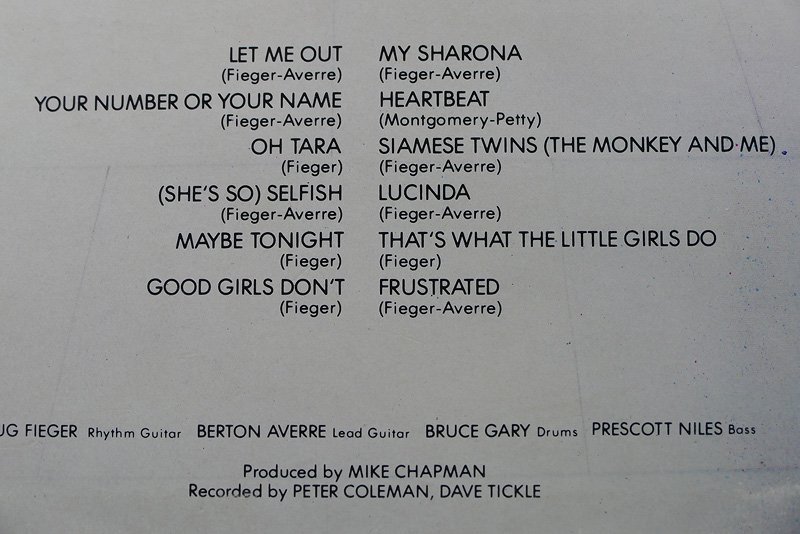 LET ME OUT
(Fieger-Averre)
YOUR NUMBER OR YOUR NAME
(Fieger-Averre)
OH TARA
(Fieger)
(SHE'S SO) SELFISH
(Fieger-Averre)
MAYBE TONIGHT
(Fieger)
GOOD GIRLS DON'T
(Fieger)
MY SHARONA
(Fieger-Averre)
HEARTBEAT
(Montgomery-Petty)
SIAMESE TWINS (THE MONKEY AND ME)
(Fieger-Averre)
LUCINDA
(Fieger-Averre)
THAT'S WHAT THE LITTLE GIRLS DO
(Fieger)
FRUSTRATED
(Fieger-Averre)
UG FIEGER Rhythm Guitar BERTON AVERRE Lead Guitar BRUCE GARY Drums PRESCOTT NILES Bass
Produced by MIKE CHAPMAN
Recorded by PETER COLEMAN, DAVE TICKLE